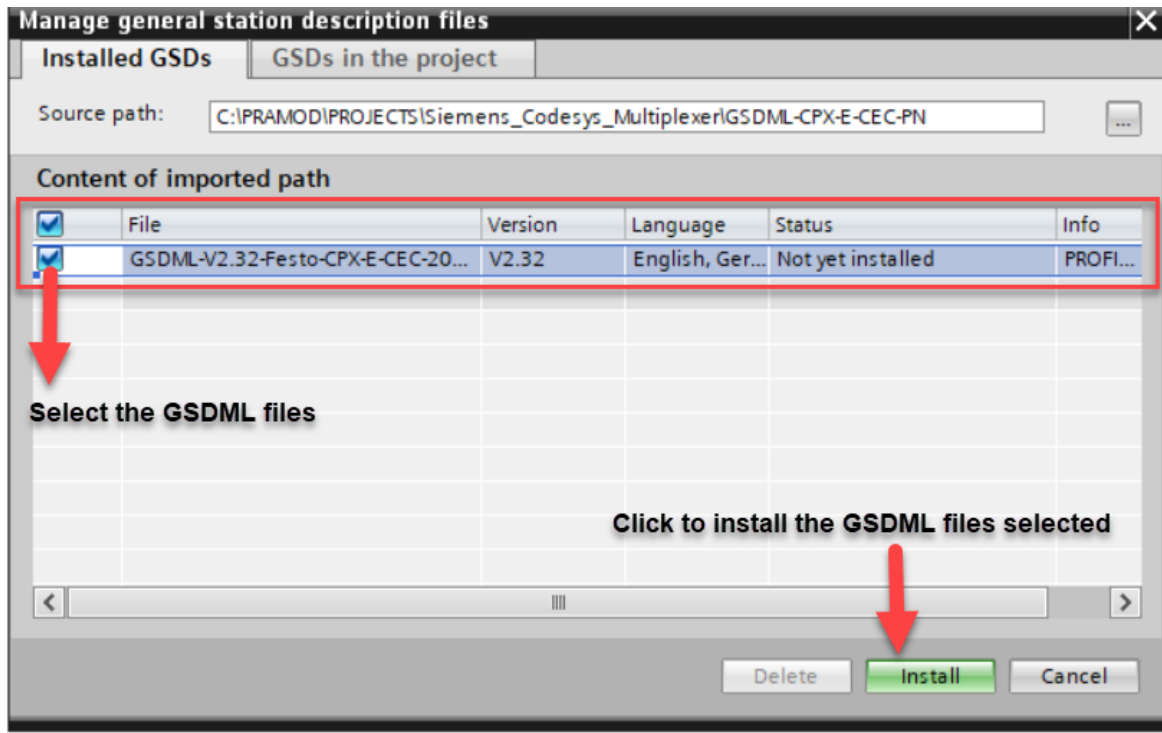 Manage general station description files
Installed GSDs
GSDs in the project
Source path:
C:\PRAMOD\PROJECTS\Siemens_Codesys_Multiplexer\GSDML-CPX-E-CEC-PN
...
Content of imported path
File Version Language Status Info
GSDML-V2.32-Festo-CPX-E-CEC-20... V2.32 English, Ger... Not yet installed PROFI...
Select the GSDML files
Click to install the GSDML files selected
Delete Install Cancel